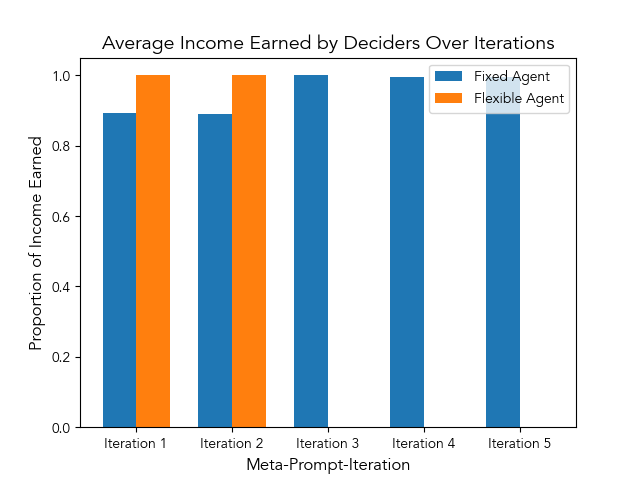 Average Income Earned by Deciders Over Iterations
1.0
0.8
0.6
0.4
0.2
0.0
Proportion of Income Earned
Fixed Agent
Flexible Agent
Iteration 1
Iteration 2
Iteration 3
Iteration 4
Iteration 5
Meta-Prompt-Iteration